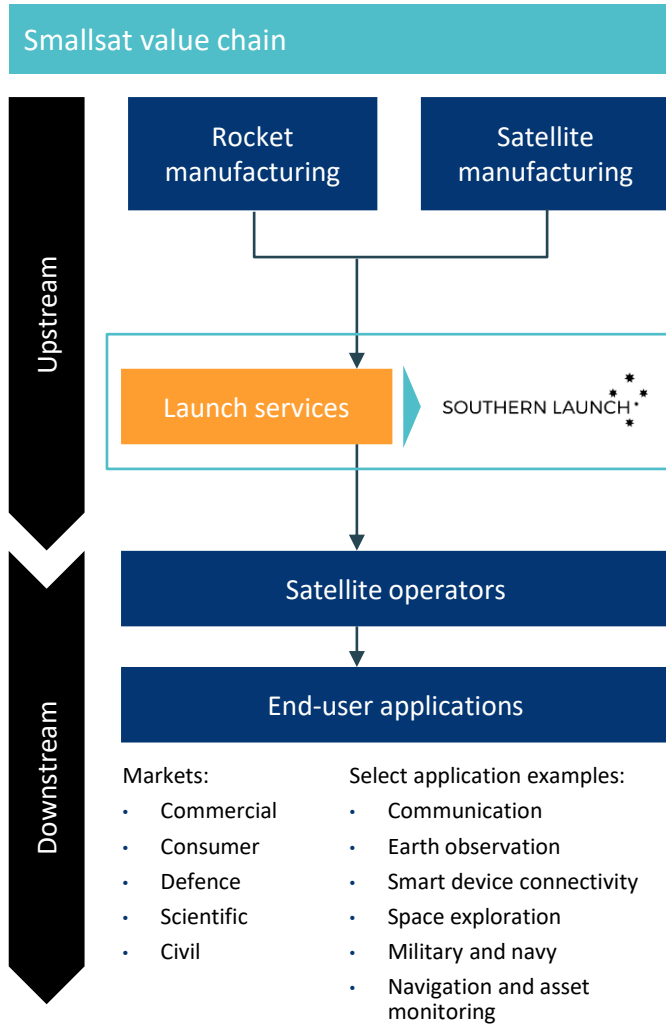 Smallsat value chain
Upstream
Rocket
manufacturing
Satellite
manufacturing
Launch services
SOUTHERN LAUNCH
Downstream
Satellite operators
End-user applications
Markets:
• Commercial
• Consumer
• Defence
• Scientific
• Civil
Select application examples:
• Communication
• Earth observation
• Smart device connectivity
• Space exploration
• Military and navy
• Navigation and asset
monitoring